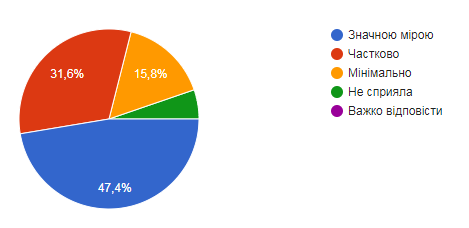 31,6%
15,8%
47,4%
Значною мірою
Частково
Мінімально
Не сприяла
Важко відповісти